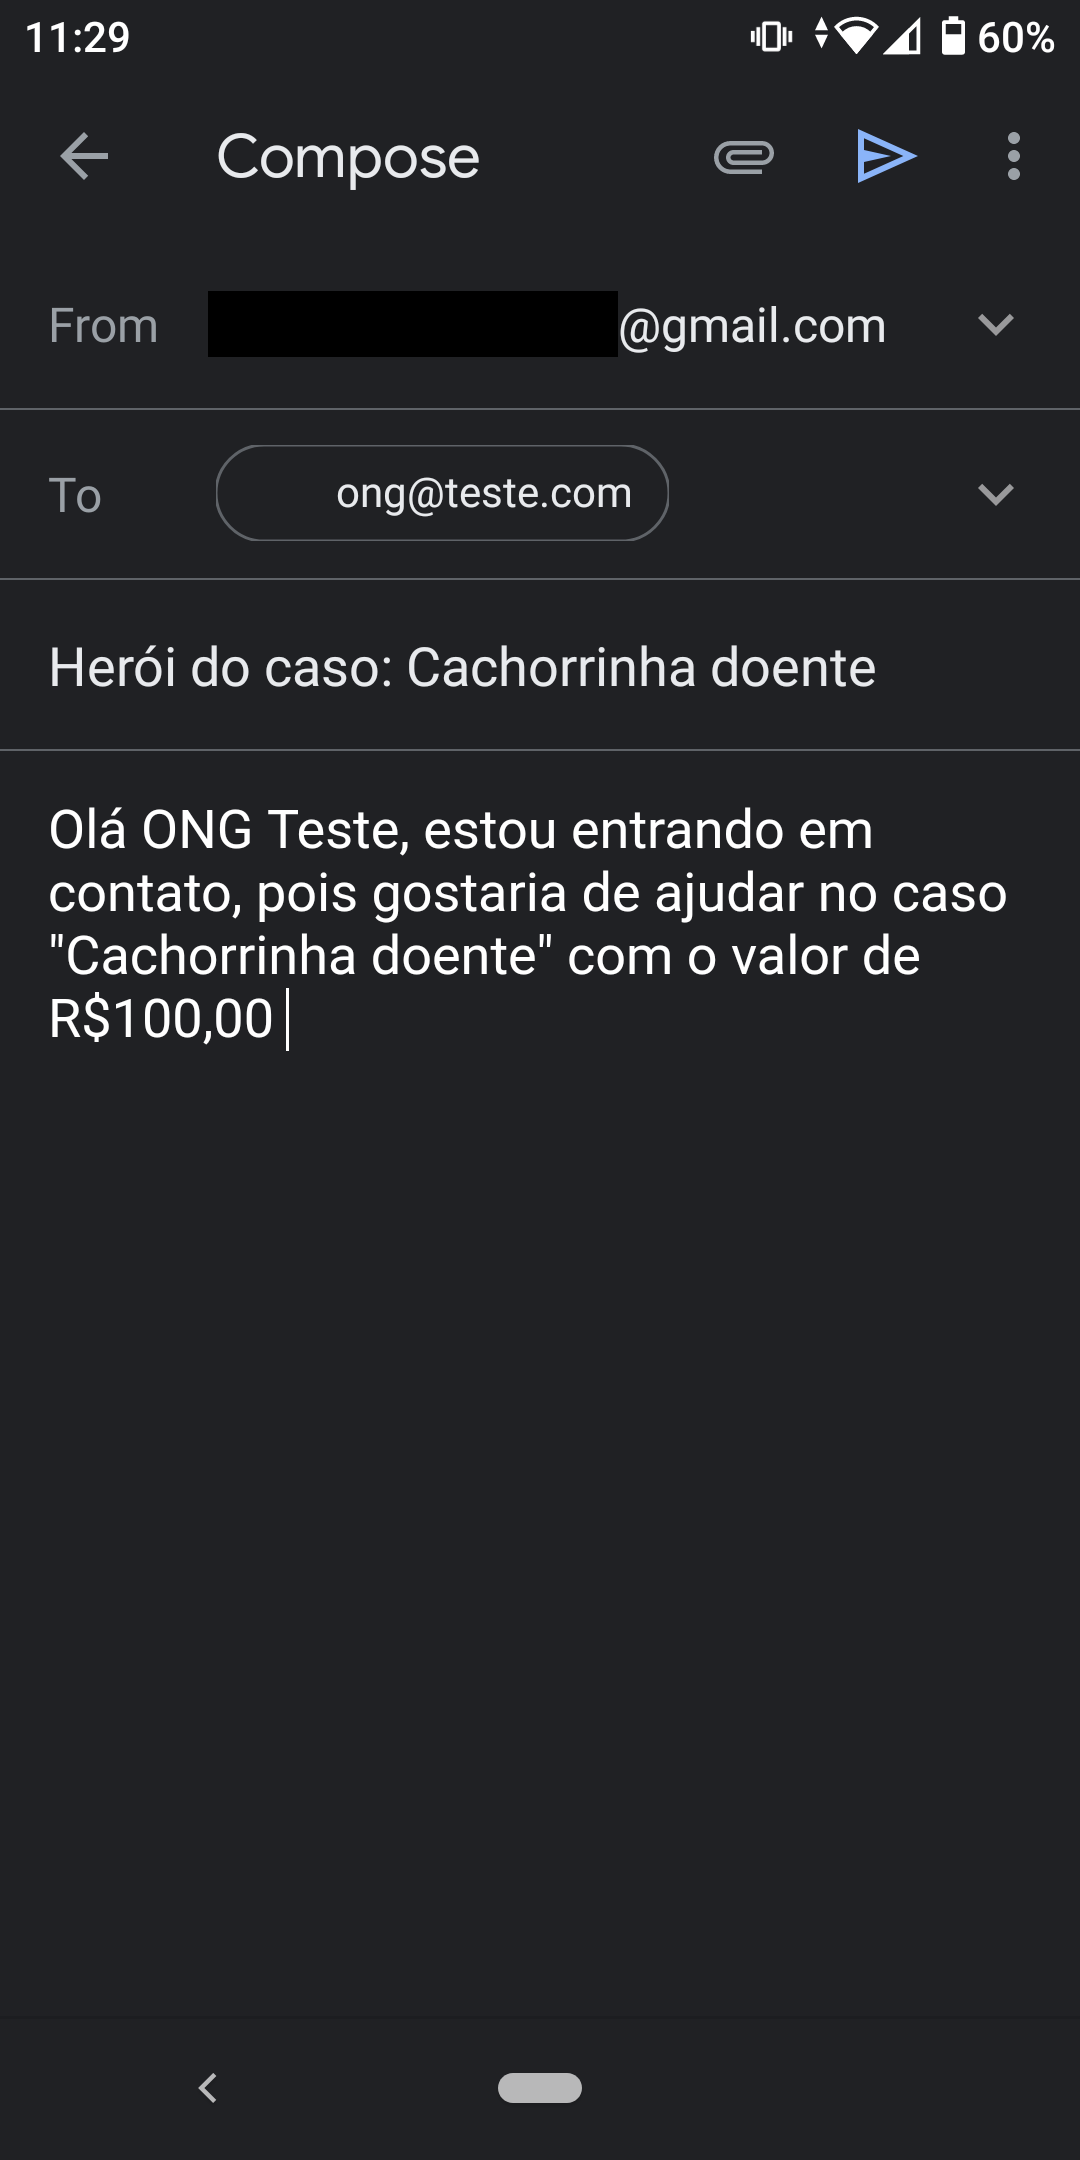 11:29 60%
Compose
From @gmail.com
To ong@teste.com
Herói do caso: Cachorrinha doente
Olá ONG Teste, estou entrando em
contato, pois gostaria de ajudar no caso
"Cachorrinha doente" com o valor de
R$100,00